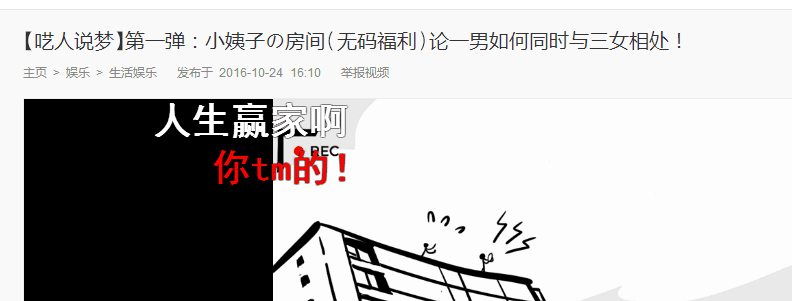 【呓人说梦】第一弹：小姨子の房间(无码福利)论一男如何同时与三女相处！
主页 > 娱乐 > 生活娱乐 发布于 2016-10-24 16:10 举报视频
人生赢家啊
REC
你tm的！